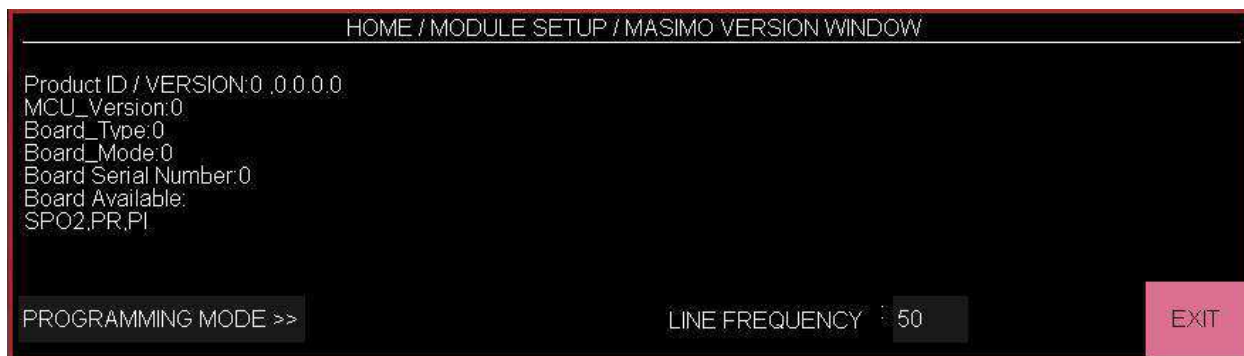 HOME / MODULE SETUP / MASIMO VERSION WINDOW
Product ID / VERSION:0 ,0.0.0.0
MCU_Version:0
Board_Type:0
Board_Mode:0
Board Serial Number:0
Board Available:
SPO2,PR,PI
PROGRAMMING MODE >> LINE FREQUENCY : 50 EXIT